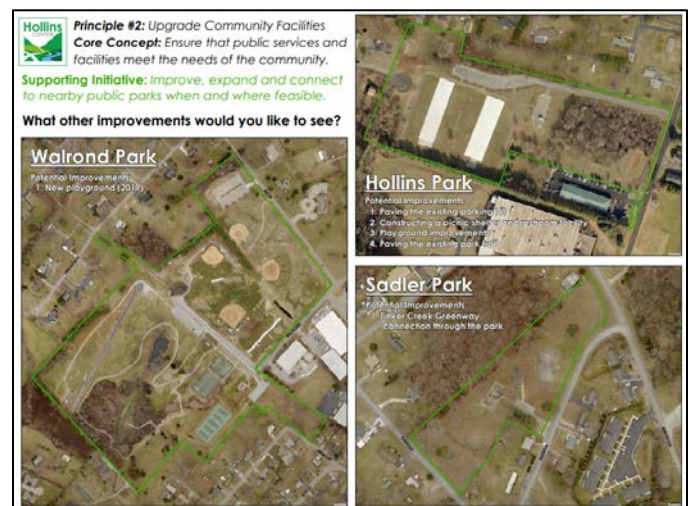 Hollins
CENTER
Principle #2: Upgrade Community Facilities
Core Concept: Ensure that public services and
facilities meet the needs of the community.
Supporting Initiative: Improve, expand and connect
to nearby public parks when and where feasible.
What other improvements would you like to see?
Walrond Park
Potential Improvements
1. New playground (2019)
Hollins Park
Potential Improvements
1. Paving the existing parking
2. Constructing a picnic shelter and restroom facility
3. Playground improvements
4. Paving the existing park
Sadler Park
Potential Improvements
1. Tinker Creek Greenway
connection through the park